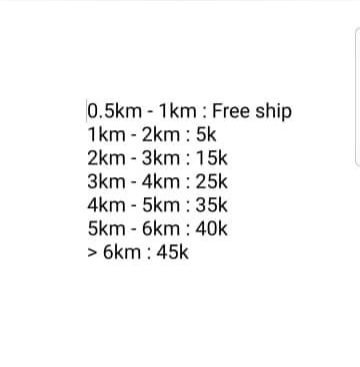 0.5km - 1km : Free ship
1km - 2km : 5k
2km - 3km : 15k
3km - 4km : 25k
4km - 5km : 35k
5km - 6km : 40k
> 6km : 45k